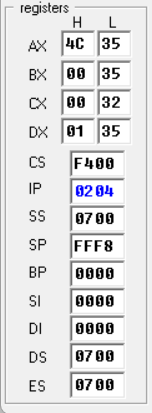 registers
H L
AX 4C 35
BX 00 35
CX 00 32
DX 01 35
CS F400
IP 0204
SS 0700
SP FFF8
BP 0000
SI 0000
DI 0000
DS 0700
ES 0700